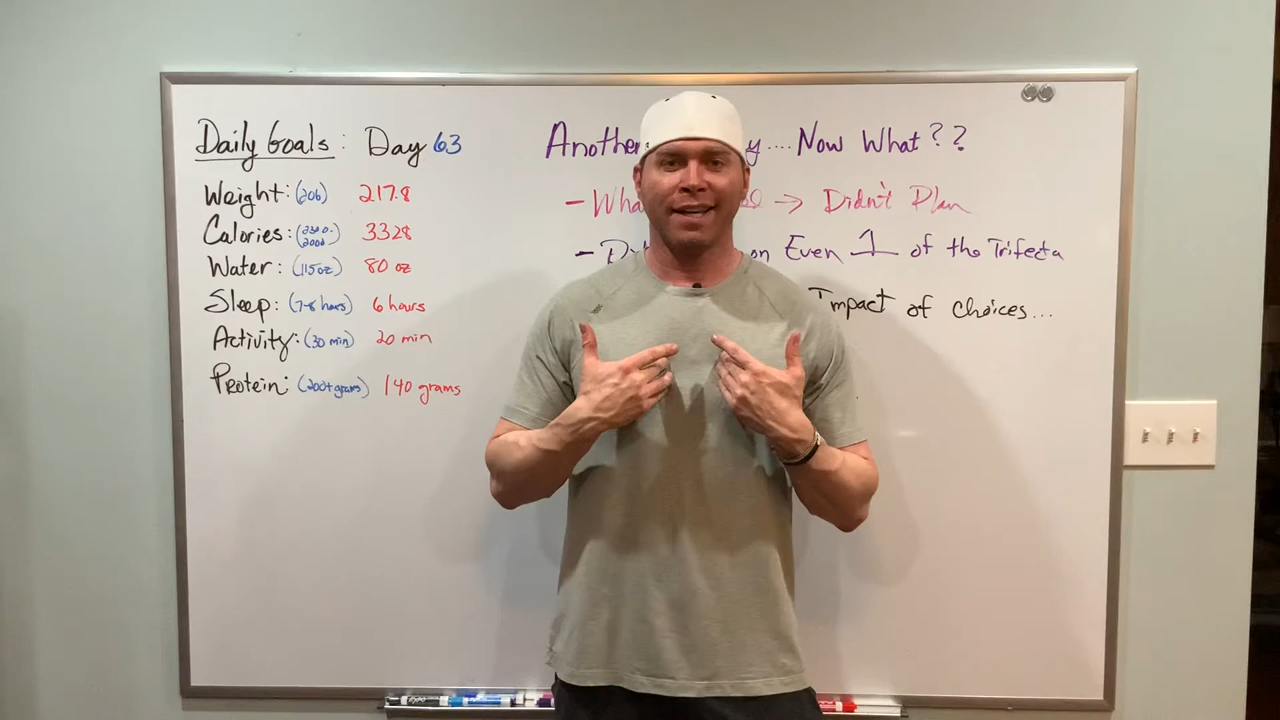 Daily Goals: Day 63
Weight: (206) 217.8
Calories: 3328
Water: (115oz) 80 oz
Sleep: (7-8 hours) 6 hours
Activity: (30 min) 20 min
Protein: (200+ grams) 140 grams
Another .... Now What??
- → Didn't Plan
- on Even 1 of the Trifecta
Impact of choices...